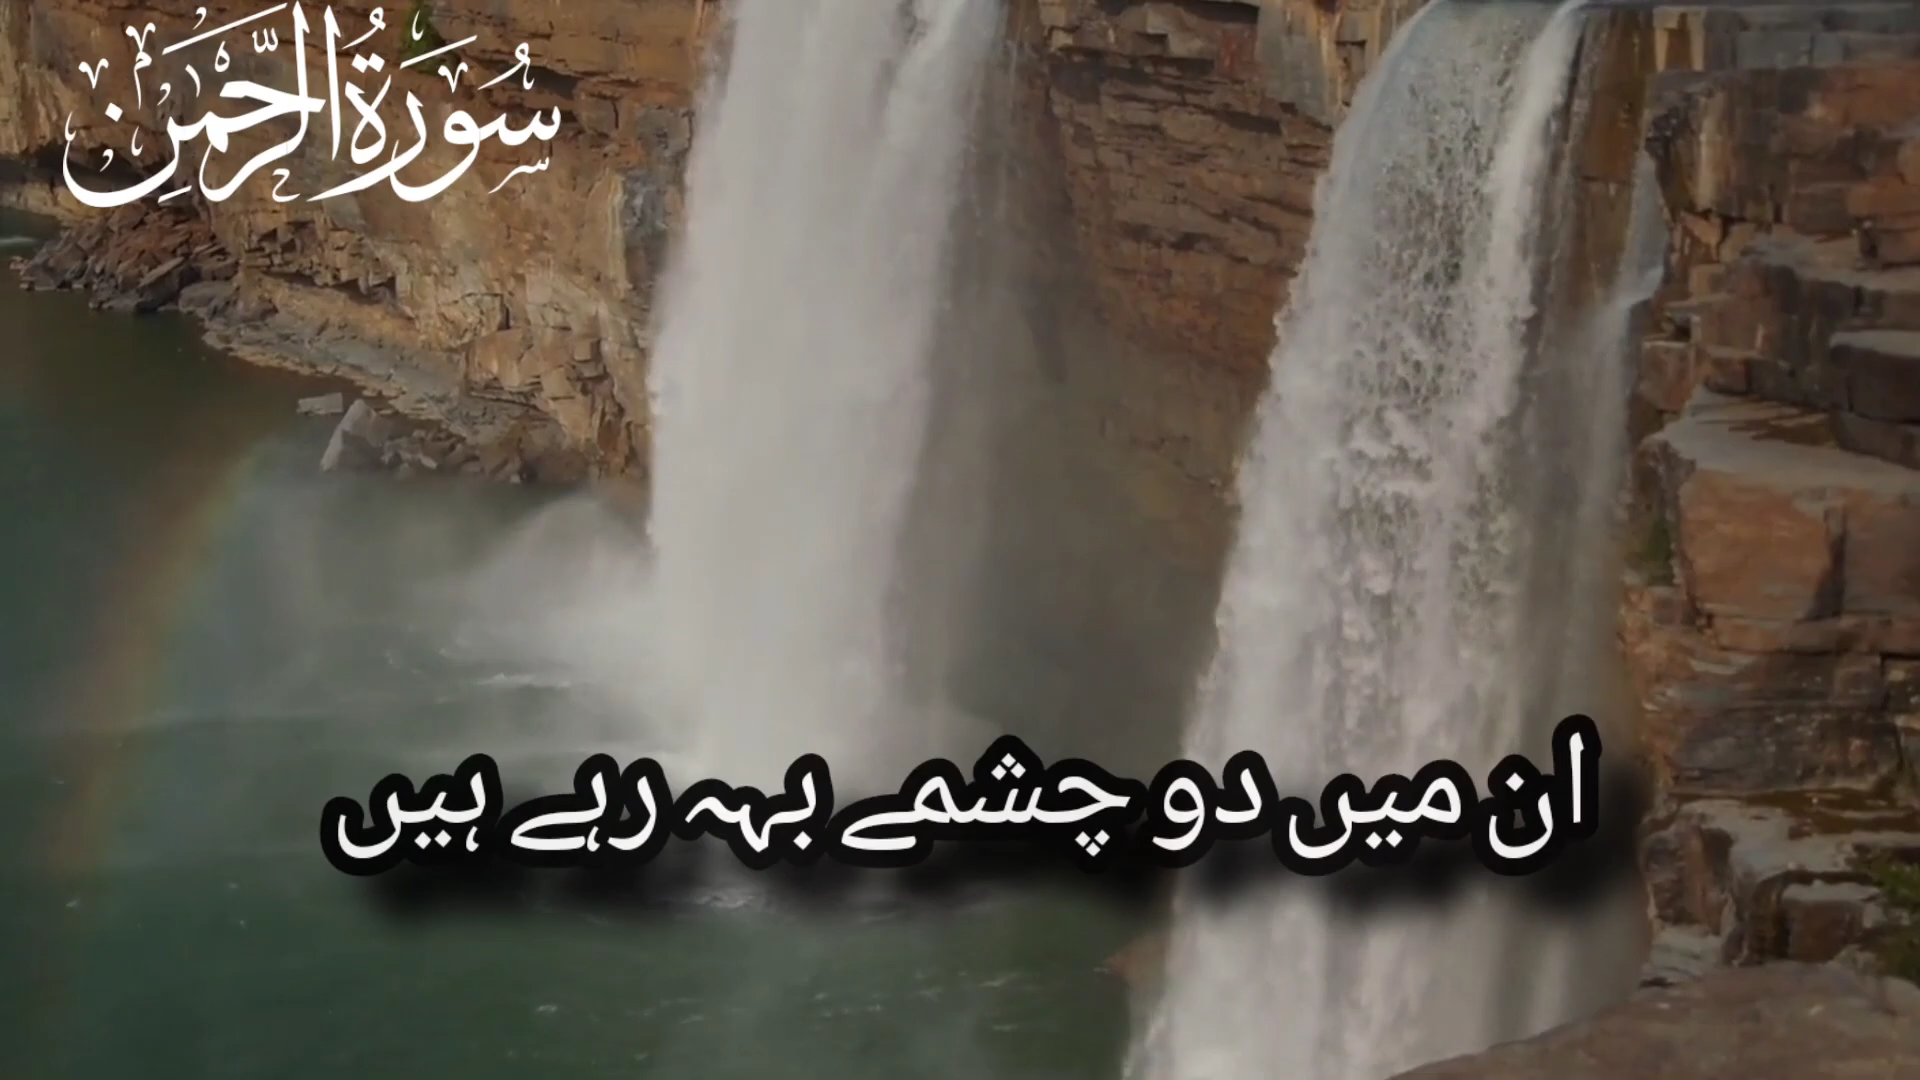 سُورَةُ الرَّحْمٰنِ
ان میں دو چشمے بہہ رہے ہیں